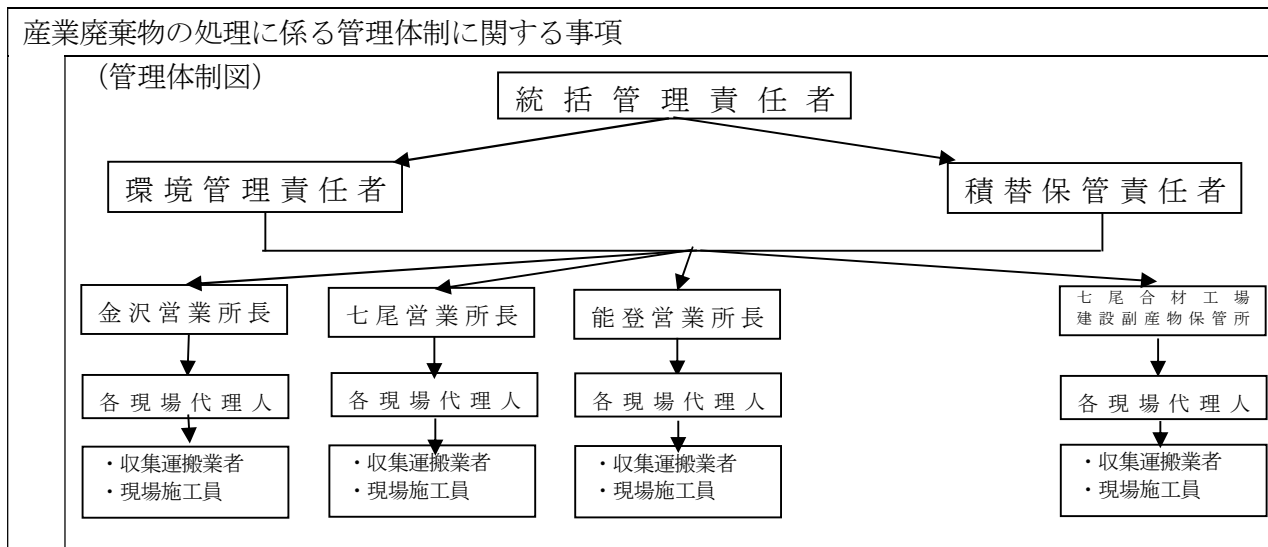 産業廃棄物の処理に係る管理体制に関する事項
（管理体制図）
統括管理責任者
環境管理責任者
積替保管責任者
金沢営業所長
七尾営業所長
能登営業所長
七尾合材工場
建設副産物保管所
各現場代理人
各現場代理人
各現場代理人
各現場代理人
・収集運搬業者
・現場施工員
・収集運搬業者
・現場施工員
・収集運搬業者
・現場施工員
・収集運搬業者
・現場施工員